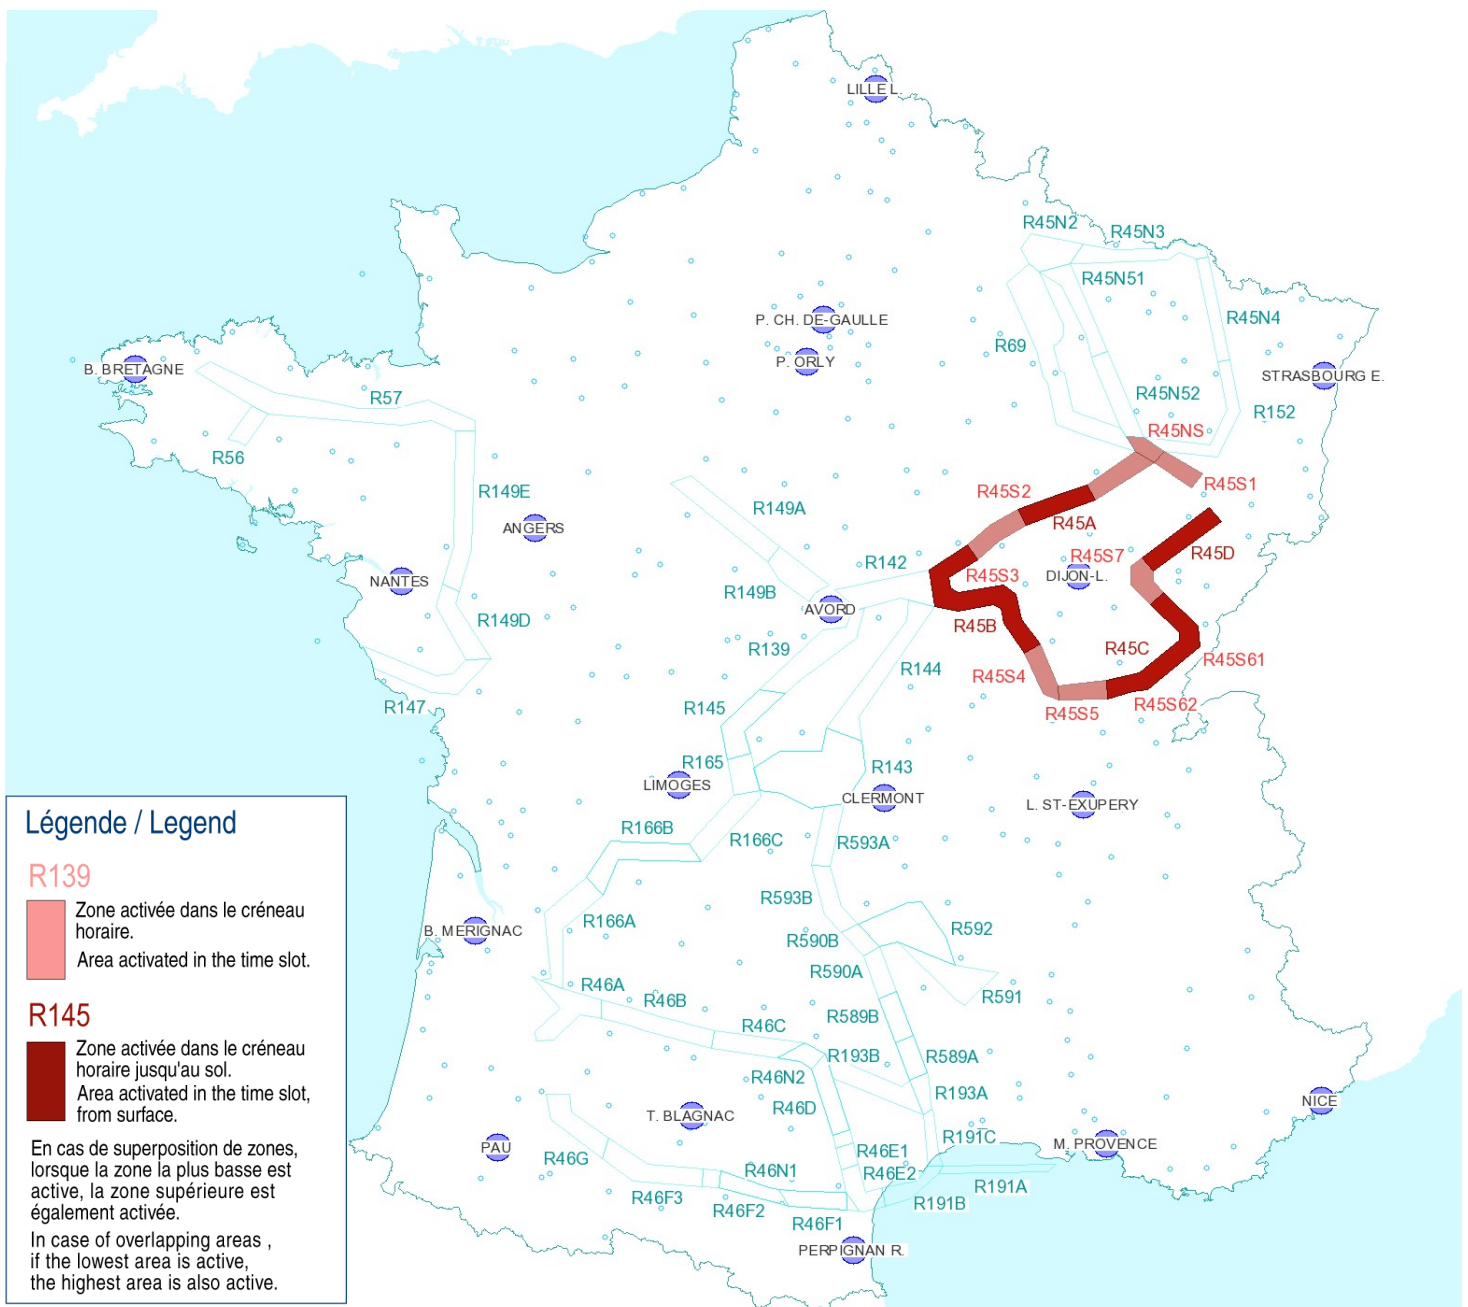 LILLE L.
R45N2
R45N3
R45N51
P. CH. DE-GAULLE
R45N4
R69
P. ORLY
B. BRETAGNE
STRASBOURG E.
R57
R45N52
R152
R45NS
R56
R149E
R45S2
R45S1
R149A
R45A
ANGERS
R45S7
R45D
R142
R45S3
DIJON-L.
NANTES
R149B
AVORD
R149D
R45B
R139
R45C
R45S61
R144
R45S4
R147
R145
R45S5
R45S62
R165
R143
LIMOGES
CLERMONT
L. ST-EXUPERY
R166B
R166C
R593A
R593B
R166A
B. MERIGNAC
R592
R590B
R590A
R46A
R46B
R591
R46C
R589B
R193B
R589A
R46N2
R193A
R46D
T. BLAGNAC
NICE
PAU
R191C
M. PROVENCE
R46G
R46E1
R46N1
R46E2
R191A
R46F3
R46F2
R191B
R46F1
PERPIGNAN R.
Légende / Legend
R139
Zone activée dans le créneau
horaire.
Area activated in the time slot.
R145
Zone activée dans le créneau
horaire jusqu'au sol.
Area activated in the time slot,
from surface.
En cas de superposition de zones,
lorsque la zone la plus basse est
active, la zone supérieure est
également activée.
In case of overlapping areas ,
if the lowest area is active,
the highest area is also active.